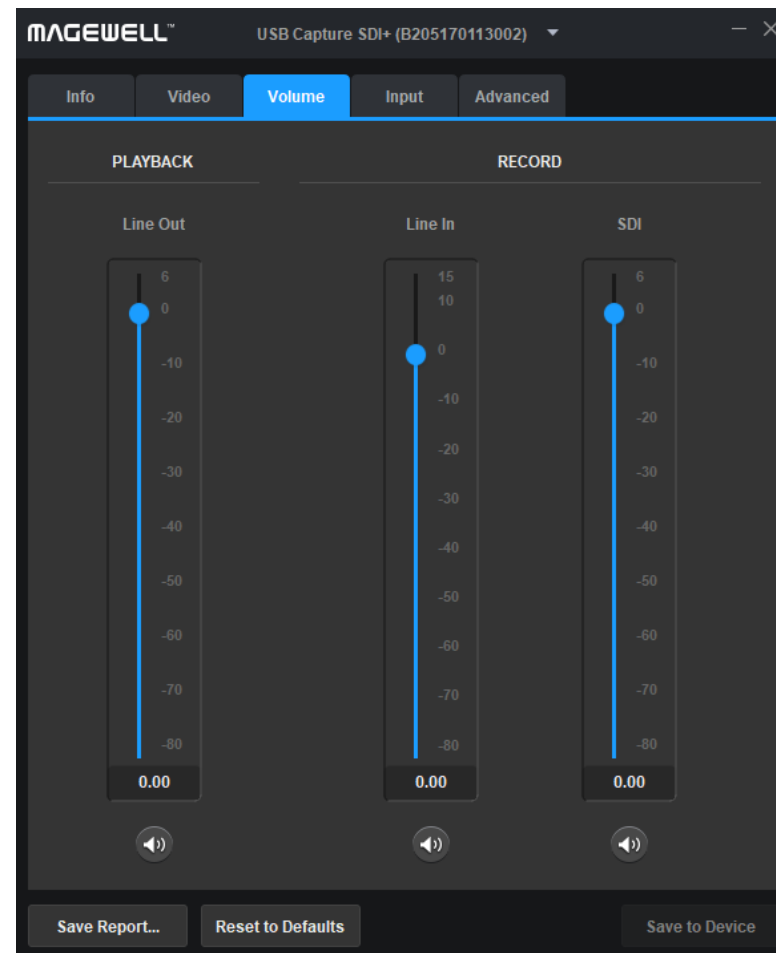 MAGEWELL™ USB Capture SDI+ (B205170113002)
Info Video Volume Input Advanced
PLAYBACK RECORD
Line Out Line In SDI
6 15 6
10
0 0 0
-10 -10 -10
-20 -20 -20
-30 -30 -30
-40 -40 -40
-50 -50 -50
-60 -60 -60
-70 -70 -70
-80 -80 -80
0.00 0.00 0.00
Save Report... Reset to Defaults Save to Device